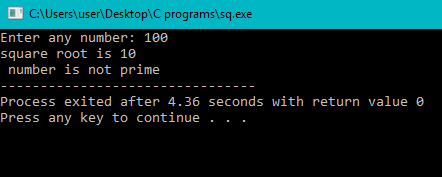 C:\Users\user\Desktop\C programs\sq.exe
Enter any number: 100
square root is 10
 number is not prime
--------------------------------
Process exited after 4.36 seconds with return value 0
Press any key to continue . . .